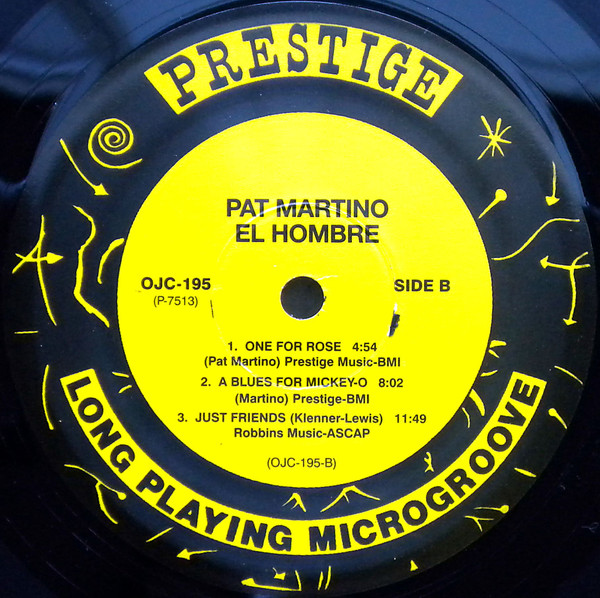 PRESTIGE
PAT MARTINO
EL HOMBRE
OJC-195
(P-7513)
SIDE B
1. ONE FOR ROSE 4:54
(Pat Martino) Prestige Music-BMI
2. A BLUES FOR MICKEY-O 8:02
(Martino) Prestige-BMI
3. JUST FRIENDS (Klenner-Lewis) 11:49
Robbins Music-ASCAP
(OJC-195-B)
LONG PLAYING MICROGROOVE